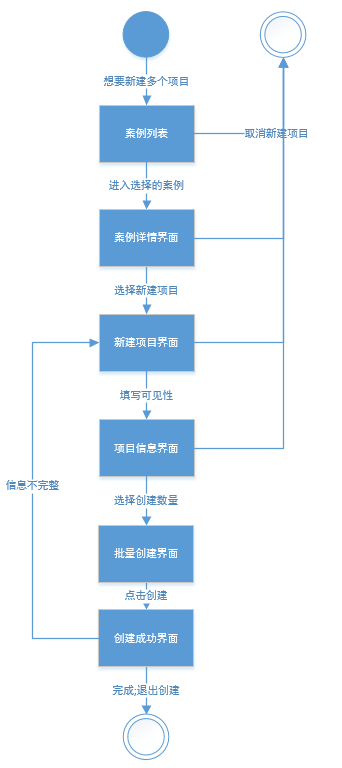 想要新建多个项目
案例列表
取消新建项目
进入选择的案例
案例详情界面
选择新建项目
新建项目界面
填写可见性
项目信息界面
信息不完整
选择创建数量
批量创建界面
点击创建
创建成功界面
完成;退出创建